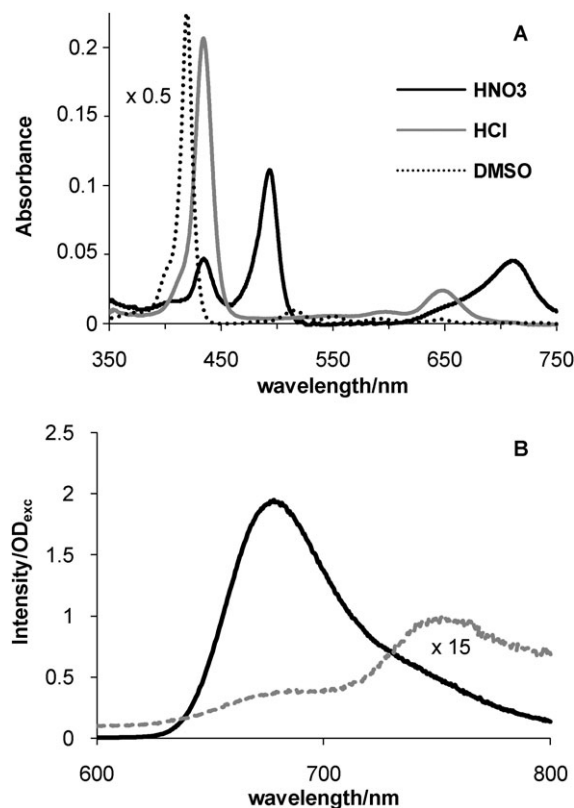 A
0.2
x 0.5
HNO3
0.15
HCl
DMSO
Absorbance
0.1
0.05
0
350 450 550 650 750
wavelength/nm
B
2.5
2
1.5
Intensity/ODexc
1
x 15
0.5
0
600 700 800
wavelength/nm